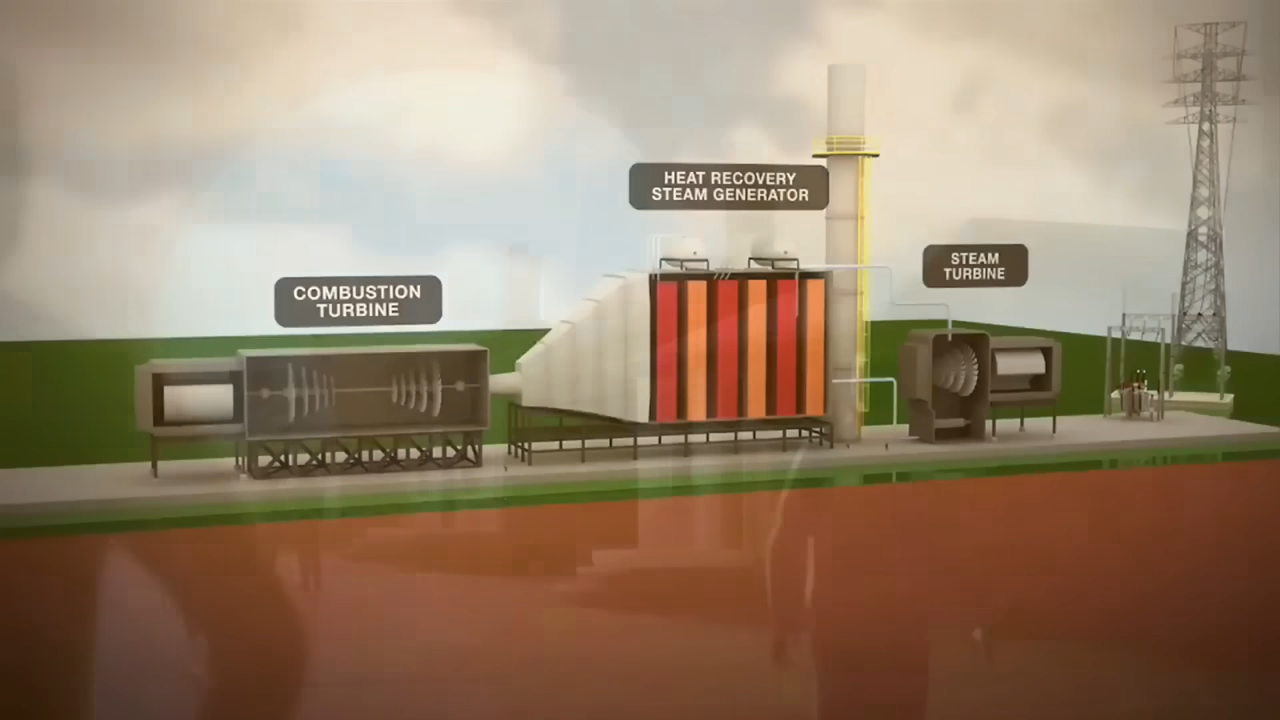 COMBUSTION
TURBINE
HEAT RECOVERY
STEAM GENERATOR
STEAM
TURBINE